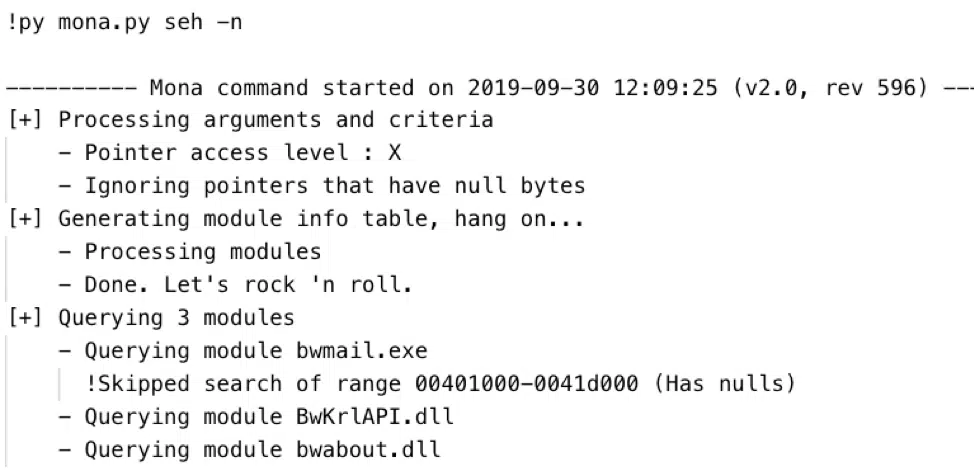 !py mona.py seh -n
---------- Mona command started on 2019-09-30 12:09:25 (v2.0, rev 596) ---
[+] Processing arguments and criteria
- Pointer access level : X
- Ignoring pointers that have null bytes
[+] Generating module info table, hang on...
- Processing modules
- Done. Let's rock 'n roll.
[+] Querying 3 modules
- Querying module bwmail.exe
!Skipped search of range 00401000-0041d000 (Has nulls)
- Querying module BwKrlAPI.dll
- Querying module bwabout.dll